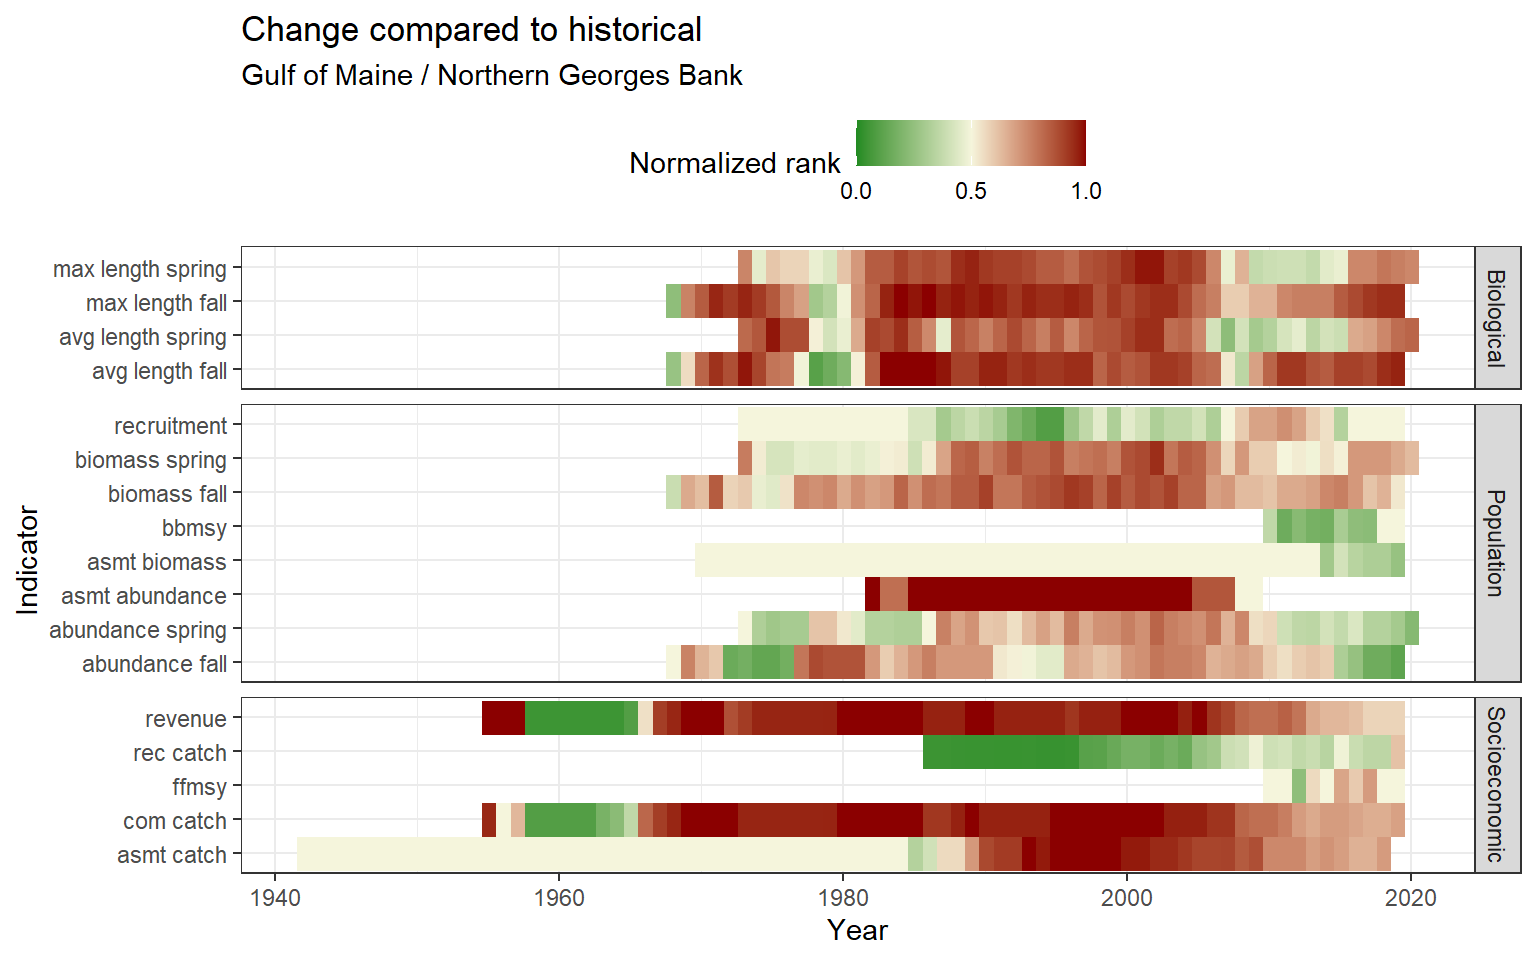 Change compared to historical
Gulf of Maine / Northern Georges Bank
Normalized rank
0.0 0.5 1.0
max length spring
max length fall
avg length spring
avg length fall
Biological
recruitment
biomass spring
biomass fall
bbmsy
asmt biomass
asmt abundance
abundance spring
abundance fall
Population
revenue
rec catch
ffmsy
com catch
asmt catch
Socioeconomic
Indicator
1940 1960 1980 2000 2020
Year